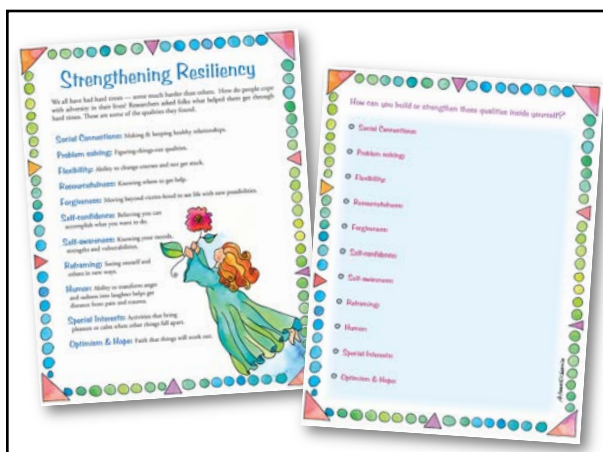 Strengthening Resiliency
We all have had hard times — some much harder than others. How do people cope
with adversity in their lives? Researchers asked folks what helped them get through
hard times. These are some of the qualities they found.
Social Connections: Making & keeping healthy relationships.
Problem solving: Figuring-things-out qualities.
Flexibility: Ability to change courses and not get stuck.
Resourcefulness: Knowing where to get help.
Forgiveness: Moving beyond victim-hood to see life with new possibilities.
Self-confidence: Believing you can
accomplish what you want to do.
Self-awareness: Knowing your moods,
strengths and vulnerabilities.
Reframing: Seeing oneself and
others in new ways.
Humor: Ability to transform anger
and sadness into laughter helps get
distance from pain and trauma.
Special Interests: Activities that bring
pleasure or calm when other things fall apart.
Optimism & Hope: Faith that things will work out.
How can you build or strengthen these qualities inside yourself?
Social Connections:
Problem solving:
Flexibility:
Resourcefulness:
Forgiveness:
Self-confidence:
Self-awareness:
Reframing:
Humor:
Special Interests:
Optimism & Hope: